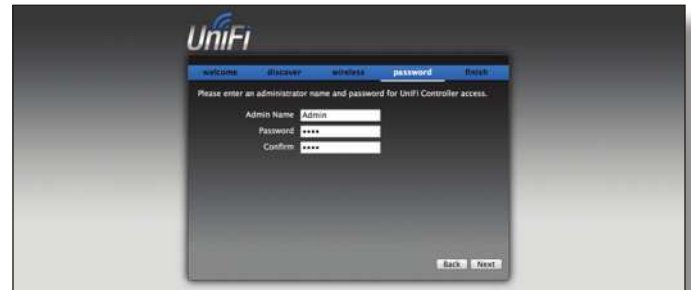 UniFi
welcome discover wireless password finish
Please enter an administrator name and password for UniFi Controller access.
Admin Name Admin
Password ••••
Confirm ••••
Back Next